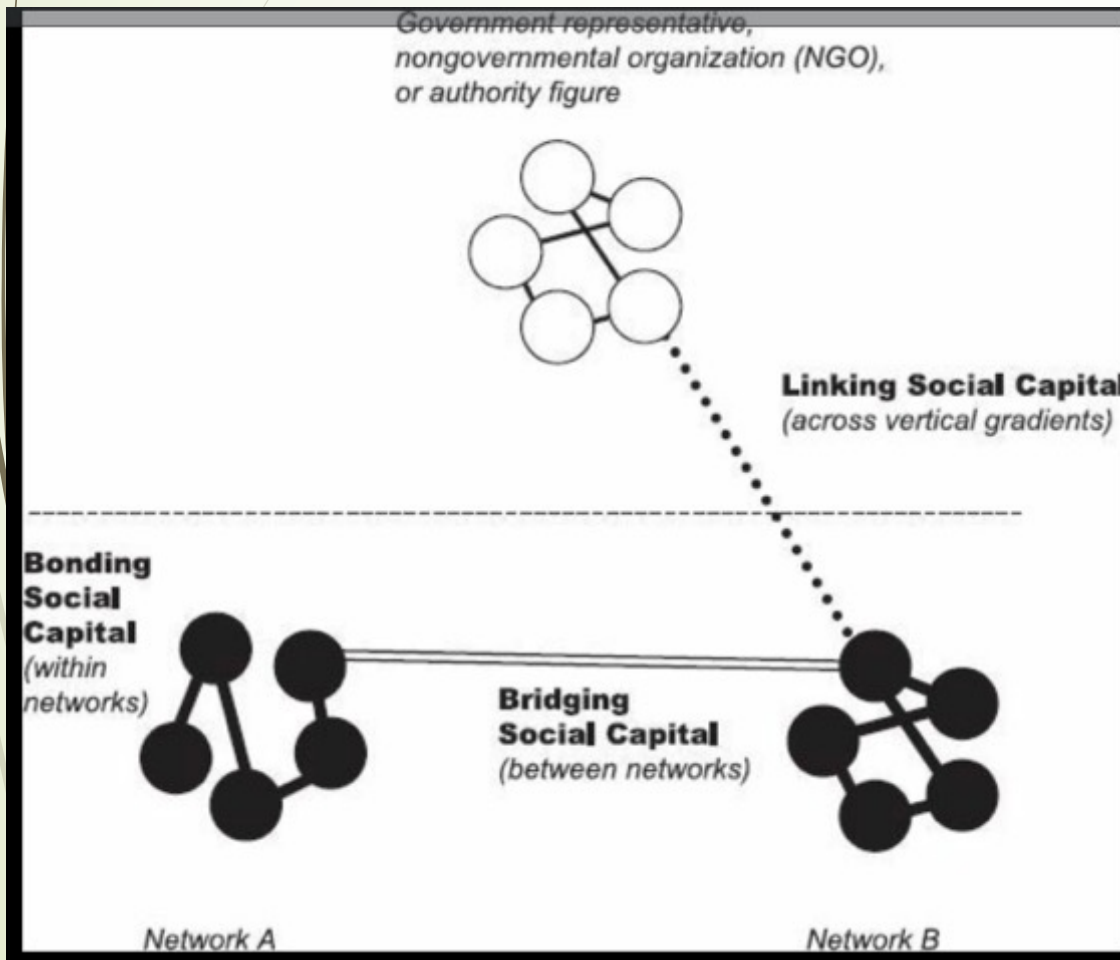 Government representative,
nongovernmental organization (NGO),
or authority figure
Linking Social Capital
(across vertical gradients)
Bonding
Social
Capital
(within
networks)
Bridging
Social Capital
(between networks)
Network A
Network B